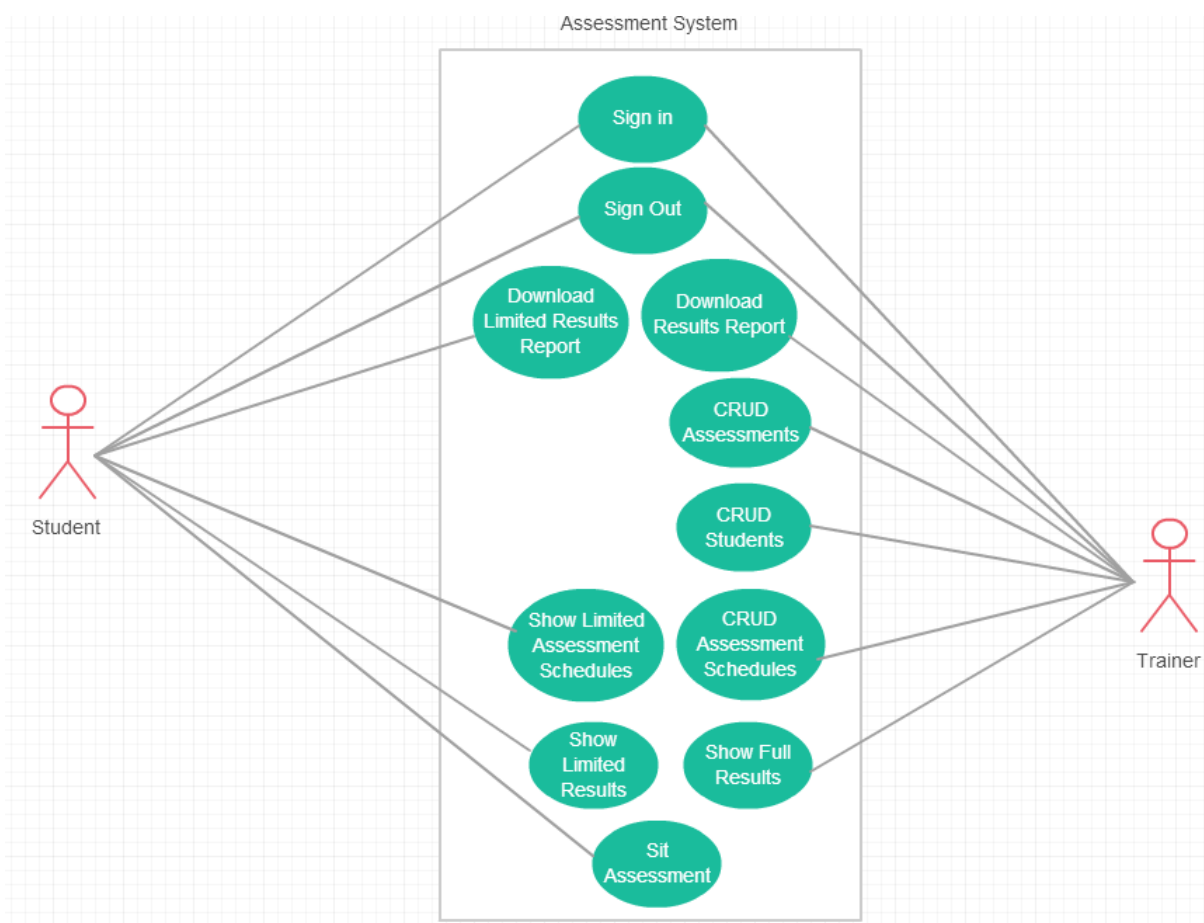 Assessment System
Sign in
Sign Out
Download
Limited Results
Report
Download
Results Report
CRUD
Assessments
CRUD
Students
Student
Show Limited
Assessment
Schedules
CRUD
Assessment
Schedules
Trainer
Show
Limited
Results
Show Full
Results
Sit
Assessment